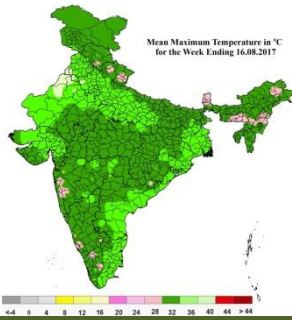 Mean Maximum Temperature in °C
for the Week Ending 16.08.2017
<-4 0 4 8 12 16 20 24 28 32 36 40 44 > 44